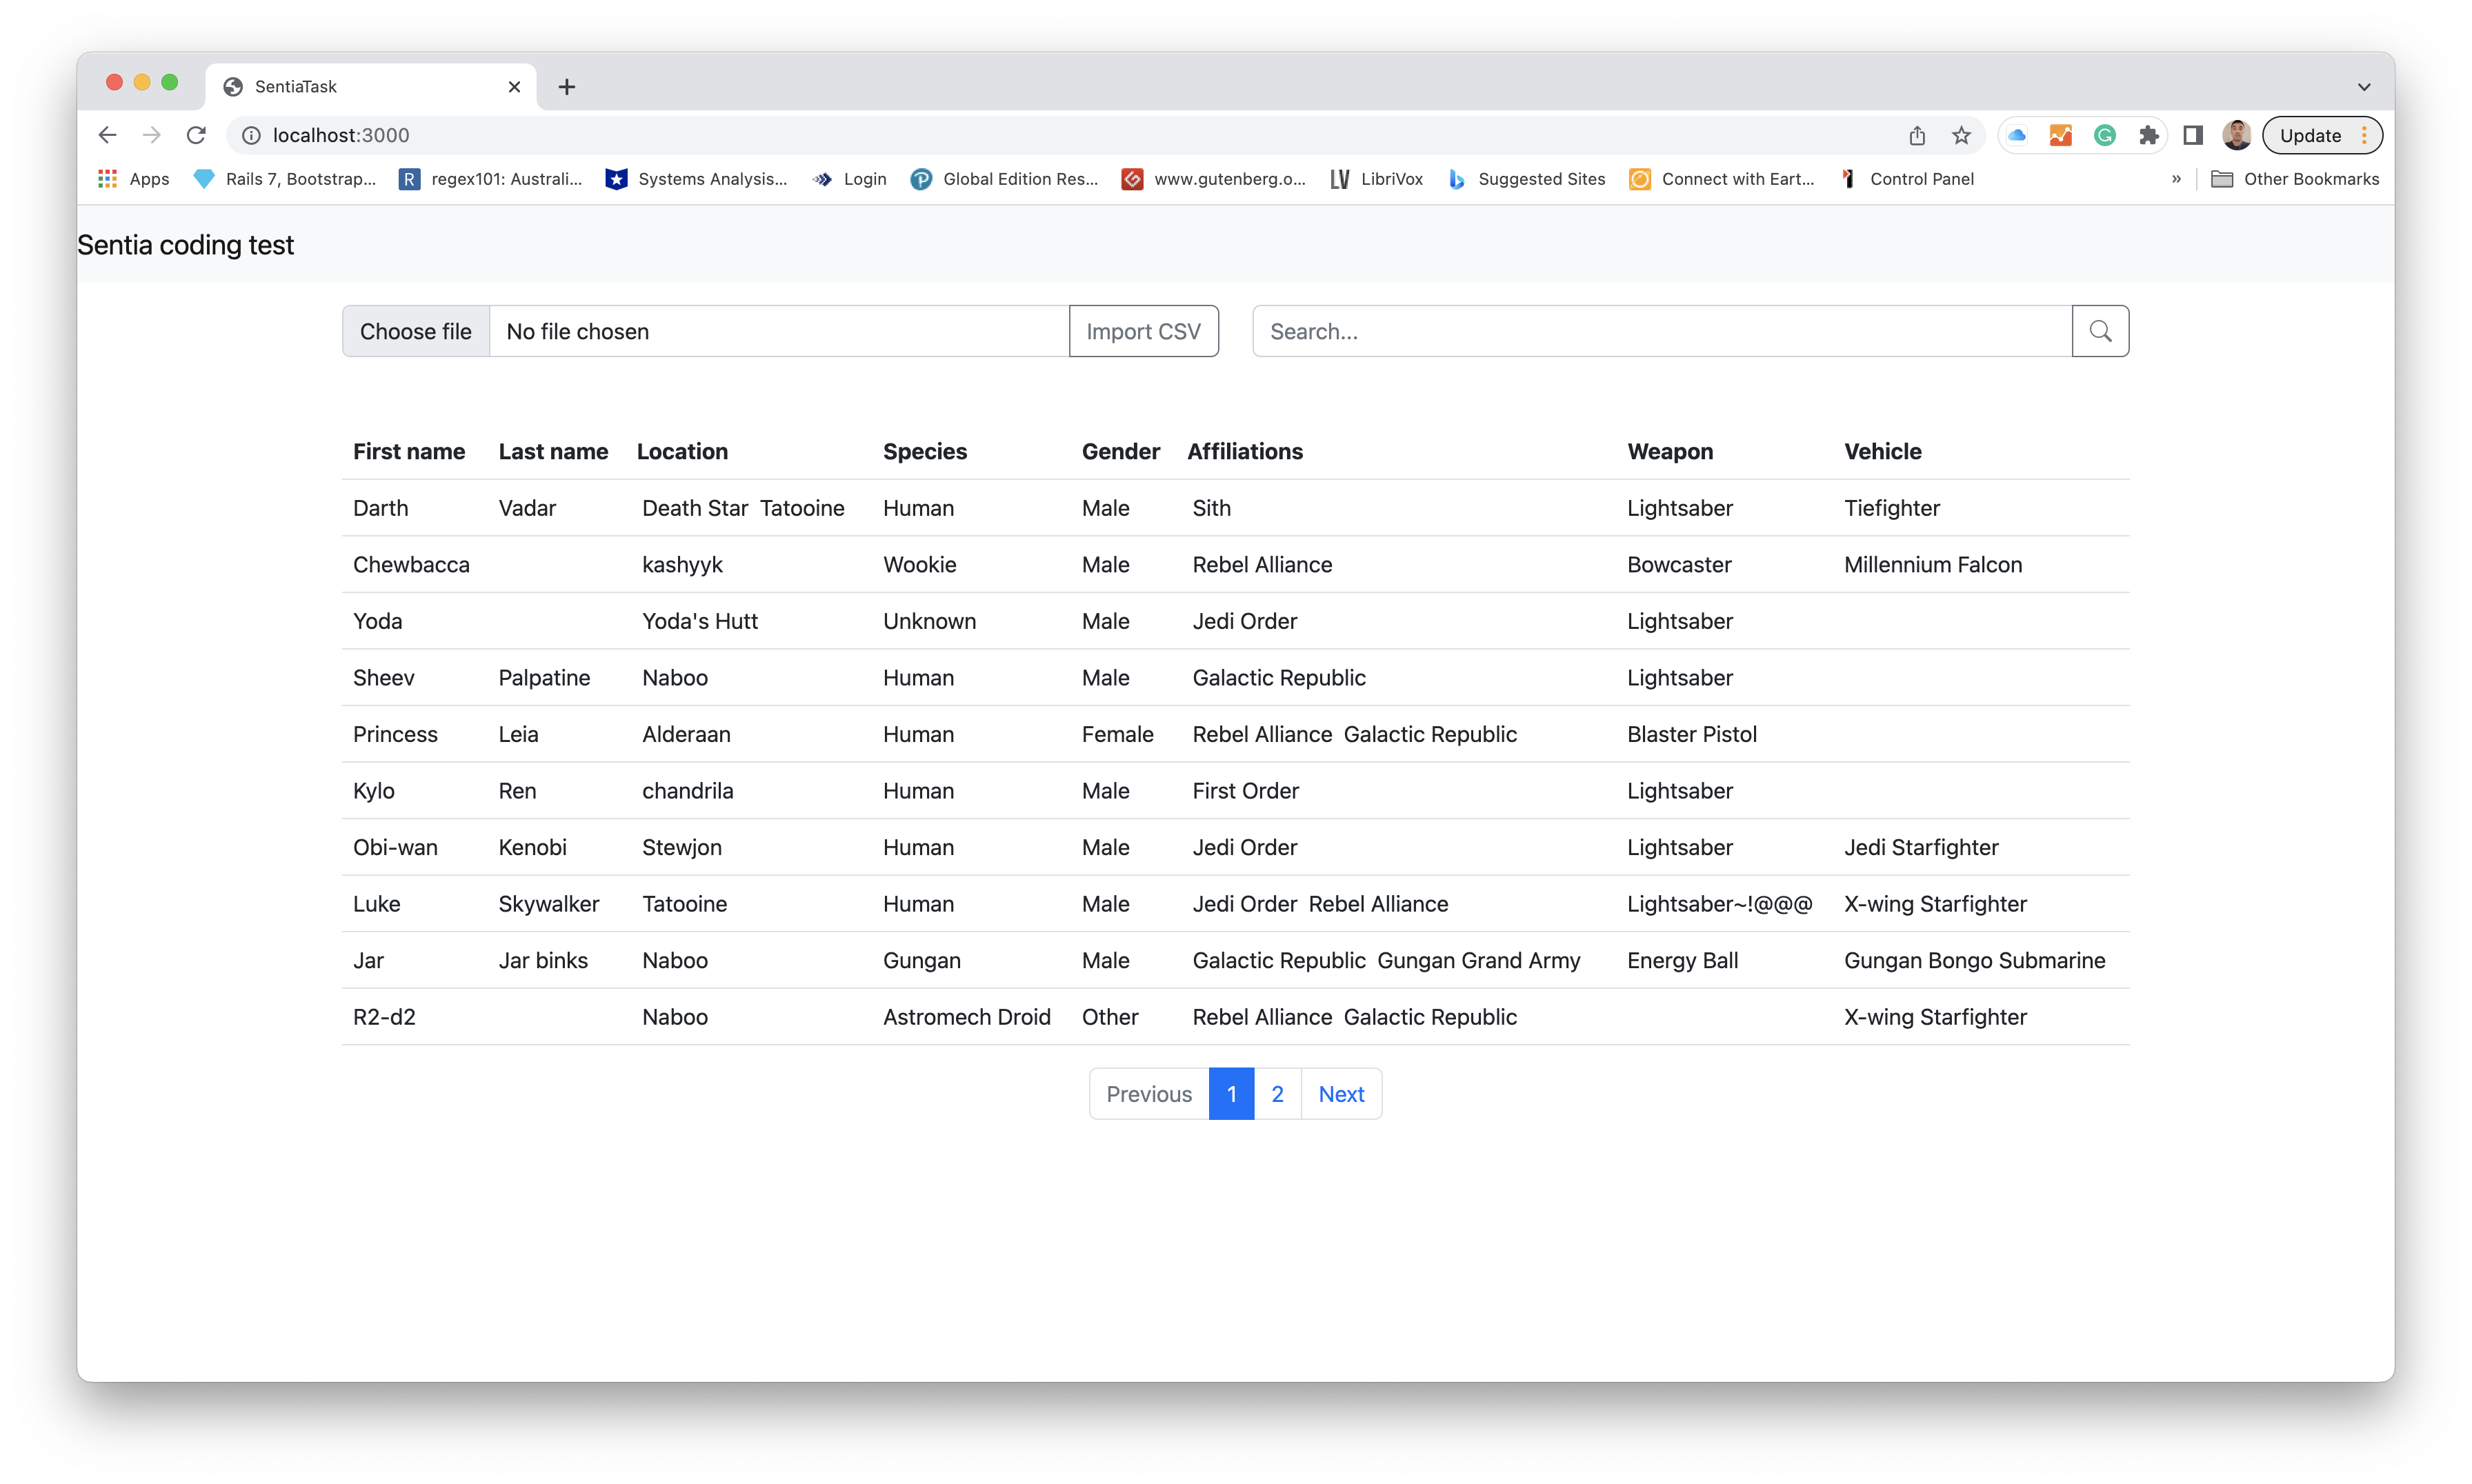 SentiaTask
localhost:3000
Update
Apps Rails 7, Bootstrap... R regex101: Australi... Systems Analysis... Login Global Edition Res... www.gutenberg.o... LV LibriVox Suggested Sites Connect with Eart... Control Panel » Other Bookmarks
Sentia coding test
Choose file No file chosen Import CSV Search...
First name Last name Location Species Gender Affiliations Weapon Vehicle
Darth Vadar Death Star Tatooine Human Male Sith Lightsaber Tiefighter
Chewbacca kashyyk Wookie Male Rebel Alliance Bowcaster Millennium Falcon
Yoda Yoda's Hutt Unknown Male Jedi Order Lightsaber
Sheev Palpatine Naboo Human Male Galactic Republic Lightsaber
Princess Leia Alderaan Human Female Rebel Alliance Galactic Republic Blaster Pistol
Kylo Ren chandrila Human Male First Order Lightsaber
Obi-wan Kenobi Stewjon Human Male Jedi Order Lightsaber Jedi Starfighter
Luke Skywalker Tatooine Human Male Jedi Order Rebel Alliance Lightsaber~!@@@ X-wing Starfighter
Jar Jar binks Naboo Gungan Male Galactic Republic Gungan Grand Army Energy Ball Gungan Bongo Submarine
R2-d2 Naboo Astromech Droid Other Rebel Alliance Galactic Republic X-wing Starfighter
Previous 1 2 Next